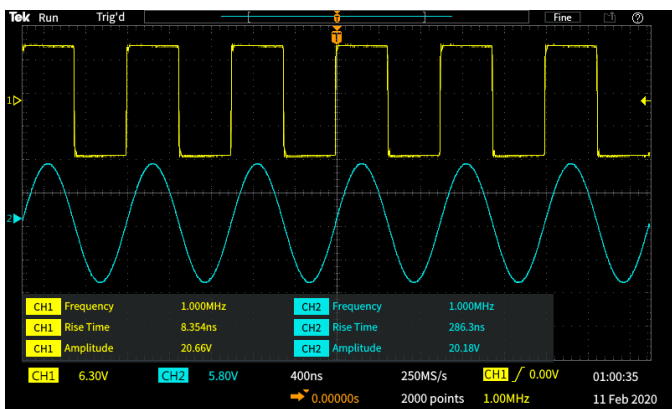 Tek Run Trig'd T Fine ?
T
1
2
CH1 Frequency 1.000MHz CH2 Frequency 1.000MHz
CH1 Rise Time 8.354ns CH2 Rise Time 286.3ns
CH1 Amplitude 20.66V CH2 Amplitude 20.18V
CH1 6.30V CH2 5.80V 400ns 250MS/s CH1 0.00V 01:00:35
0.00000s 2000 points 1.00MHz 11 Feb 2020